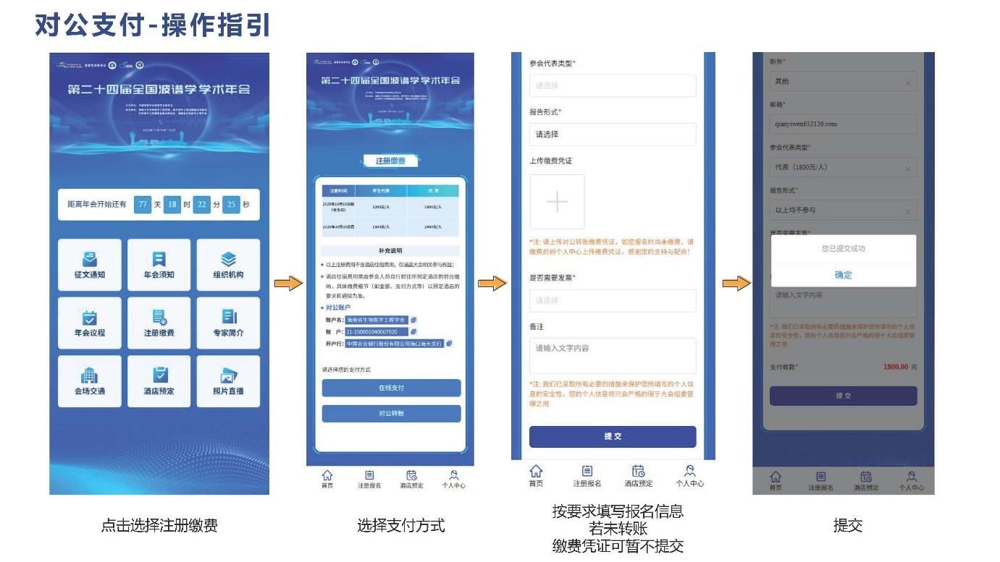 对公支付-操作指引
第二十四届全国波谱学学术年会
距离年会开始还有 77 天 18 时 22 分 25 秒
征文通知
年会须知
组织机构
年会议程
注册缴费
专家简介
会场交通
酒店预定
照片直播
点击选择注册缴费
第二十四届全国波谱学学术年会
注册缴费
注册时间 学生代表 代 表
2025年10月10日前
（含当日）
1200元/人 1800元/人
2025年10月10日后 1500元/人 2400元/人
补充说明
以上注册费用不含酒店住宿费用，仅涵盖大会相关参与权益；
酒店住宿费用需由参会人员自行前往所预定酒店的前台缴
纳，具体缴费细节（如金额、支付方式等）以预定酒店的
要求和通知为准。
对公账户
账户名：海南省生物医学工程学会
账 户：21-150001040007920
开户行：中国农业银行股份有限公司海口海大支行
请选择您的支付方式
在线支付
对公转账
首页 注册报名 酒店预定 个人中心
选择支付方式
参会代表类型*
请选择
报告形式*
请选择
上传缴费凭证
*注: 请上传对公转账缴费凭证，如您报名时尚未缴费，请
缴费后到个人中心上传缴费凭证，感谢您的支持与配合！
是否需要发票*
请选择
备注
请输入文字内容
*注: 我们已采取所有必要的措施来保护您所填写的个人信
息的安全性，您的个人信息将只会严格的限于大会组委管
理之用
提 交
首页 注册报名 酒店预定 个人中心
按要求填写报名信息
若未转账
缴费凭证可暂不提交
职务*
其他
邮箱*
qianyiwen652126.com
参会代表类型*
代表（1800元/人）
报告形式*
以上均不参与
是否需要发票*
您已提交成功
确定
请输入文字内容
*注: 我们已采取所有必要的措施来保护您所填写的个人信
息的安全性，您的个人信息将只会严格的限于大会组委管
理之用
支付收款* 1800.00 元
提 交
首页 注册报名 酒店预定 个人中心
提交